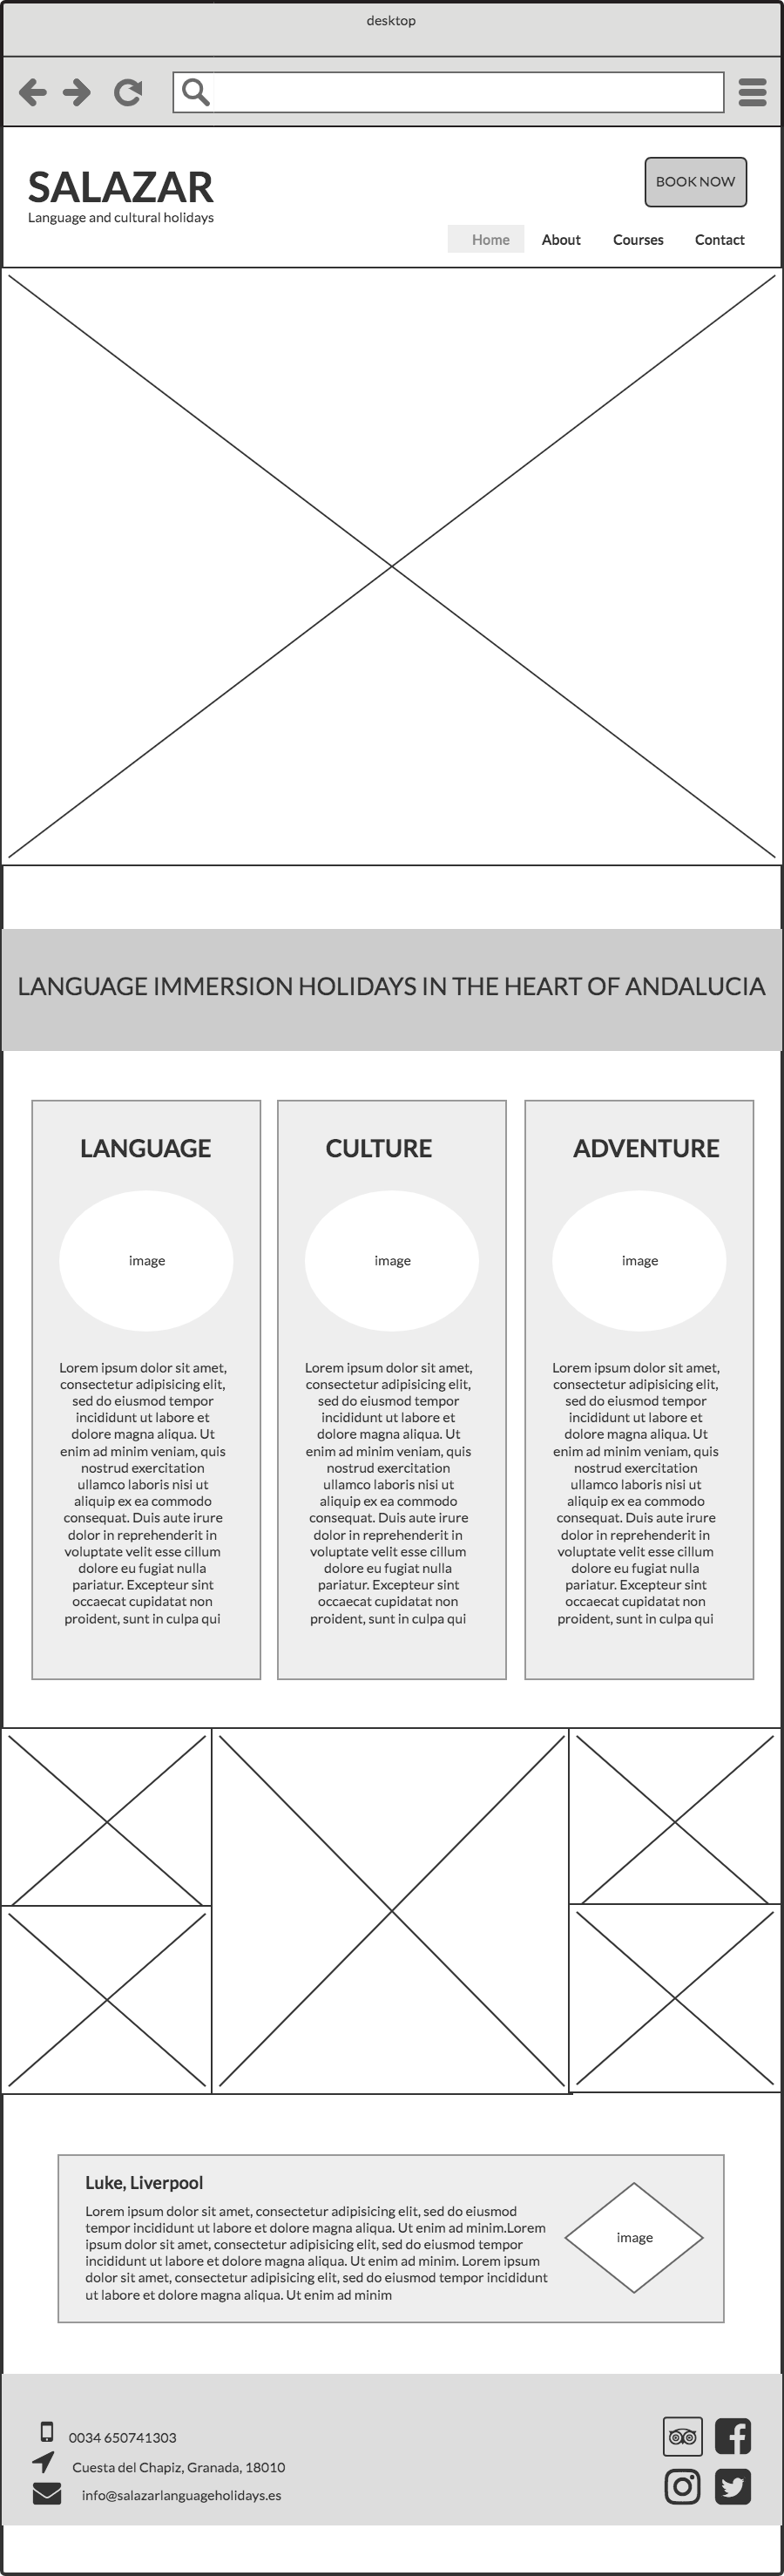 desktop
SALAZAR
Language and cultural holidays
BOOK NOW
Home About Courses Contact
LANGUAGE IMMERSION HOLIDAYS IN THE HEART OF ANDALUCIA
LANGUAGE
image
Lorem ipsum dolor sit amet,
consectetur adipisicing elit,
sed do eiusmod tempor
incididunt ut labore et
dolore magna aliqua. Ut
enim ad minim veniam, quis
nostrud exercitation
ullamco laboris nisi ut
aliquip ex ea commodo
consequat. Duis aute irure
dolor in reprehenderit in
voluptate velit esse cillum
dolore eu fugiat nulla
pariatur. Excepteur sint
occaecat cupidatat non
proident, sunt in culpa qui
CULTURE
image
Lorem ipsum dolor sit amet,
consectetur adipisicing elit,
sed do eiusmod tempor
incididunt ut labore et
dolore magna aliqua. Ut
enim ad minim veniam, quis
nostrud exercitation
ullamco laboris nisi ut
aliquip ex ea commodo
consequat. Duis aute irure
dolor in reprehenderit in
voluptate velit esse cillum
dolore eu fugiat nulla
pariatur. Excepteur sint
occaecat cupidatat non
proident, sunt in culpa qui
ADVENTURE
image
Lorem ipsum dolor sit amet,
consectetur adipisicing elit,
sed do eiusmod tempor
incididunt ut labore et
dolore magna aliqua. Ut
enim ad minim veniam, quis
nostrud exercitation
ullamco laboris nisi ut
aliquip ex ea commodo
consequat. Duis aute irure
dolor in reprehenderit in
voluptate velit esse cillum
dolore eu fugiat nulla
pariatur. Excepteur sint
occaecat cupidatat non
proident, sunt in culpa qui
Luke, Liverpool
Lorem ipsum dolor sit amet, consectetur adipisicing elit, sed do eiusmod
tempor incididunt ut labore et dolore magna aliqua. Ut enim ad minim.Lorem
ipsum dolor sit amet, consectetur adipisicing elit, sed do eiusmod tempor
incididunt ut labore et dolore magna aliqua. Ut enim ad minim. Lorem ipsum
dolor sit amet, consectetur adipisicing elit, sed do eiusmod tempor incididunt
ut labore et dolore magna aliqua. Ut enim ad minim
image
0034 650741303
Cuesta del Chapiz, Granada, 18010
info@salazarlanguageholidays.es